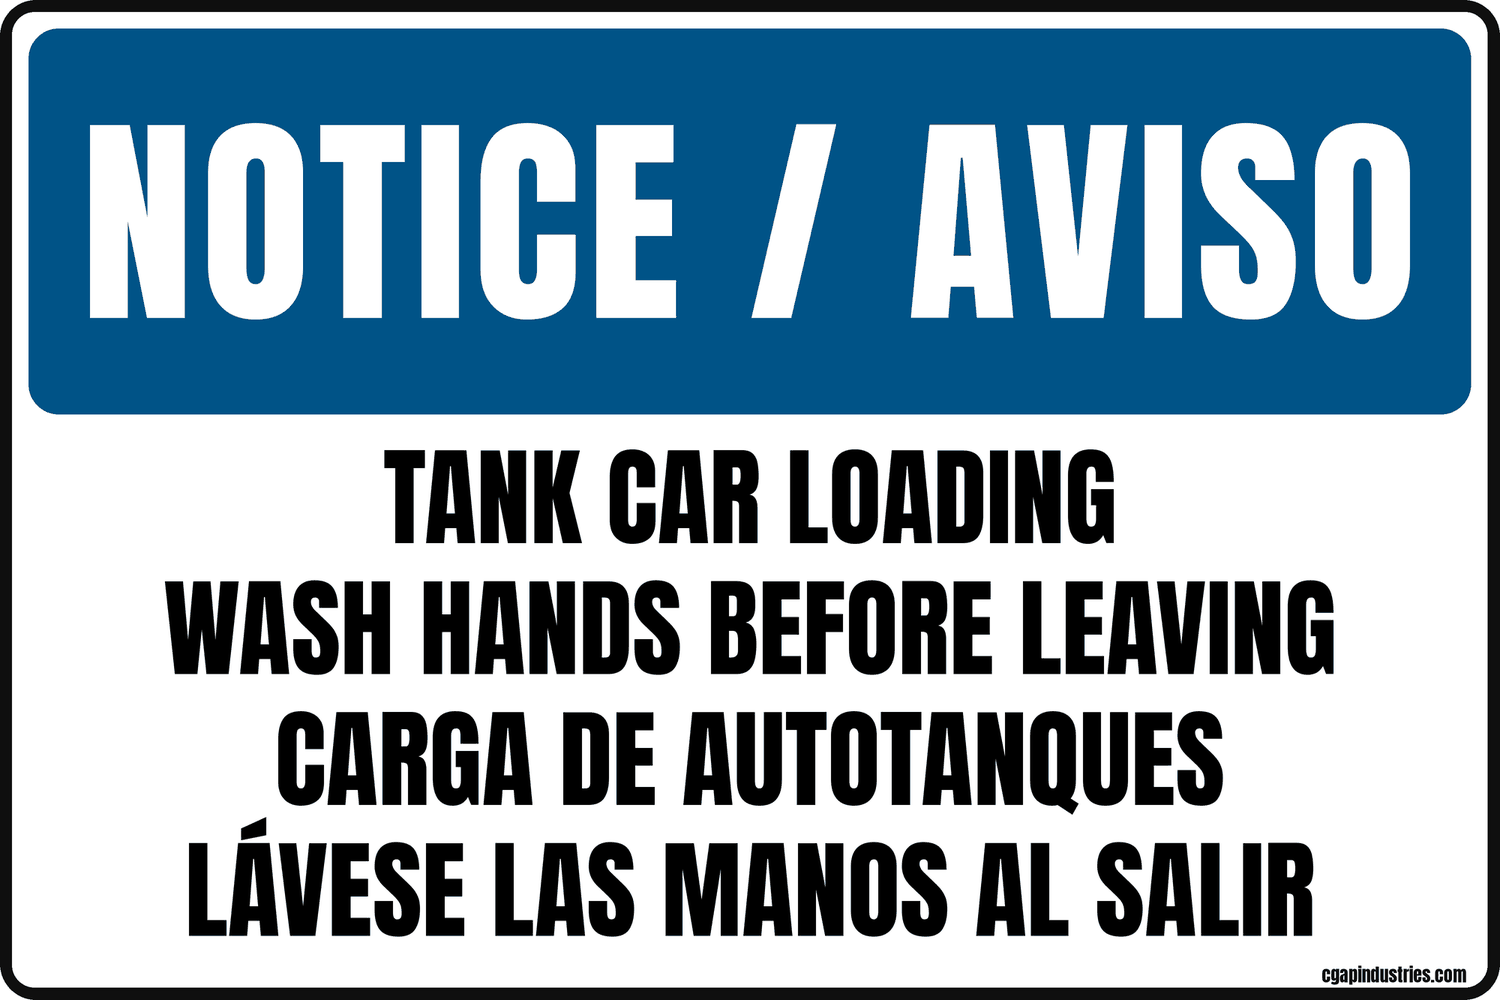 NOTICE / AVISO
TANK CAR LOADING
WASH HANDS BEFORE LEAVING
CARGA DE AUTOTANQUES
LÁVESE LAS MANOS AL SALIR
cgapindustries.com